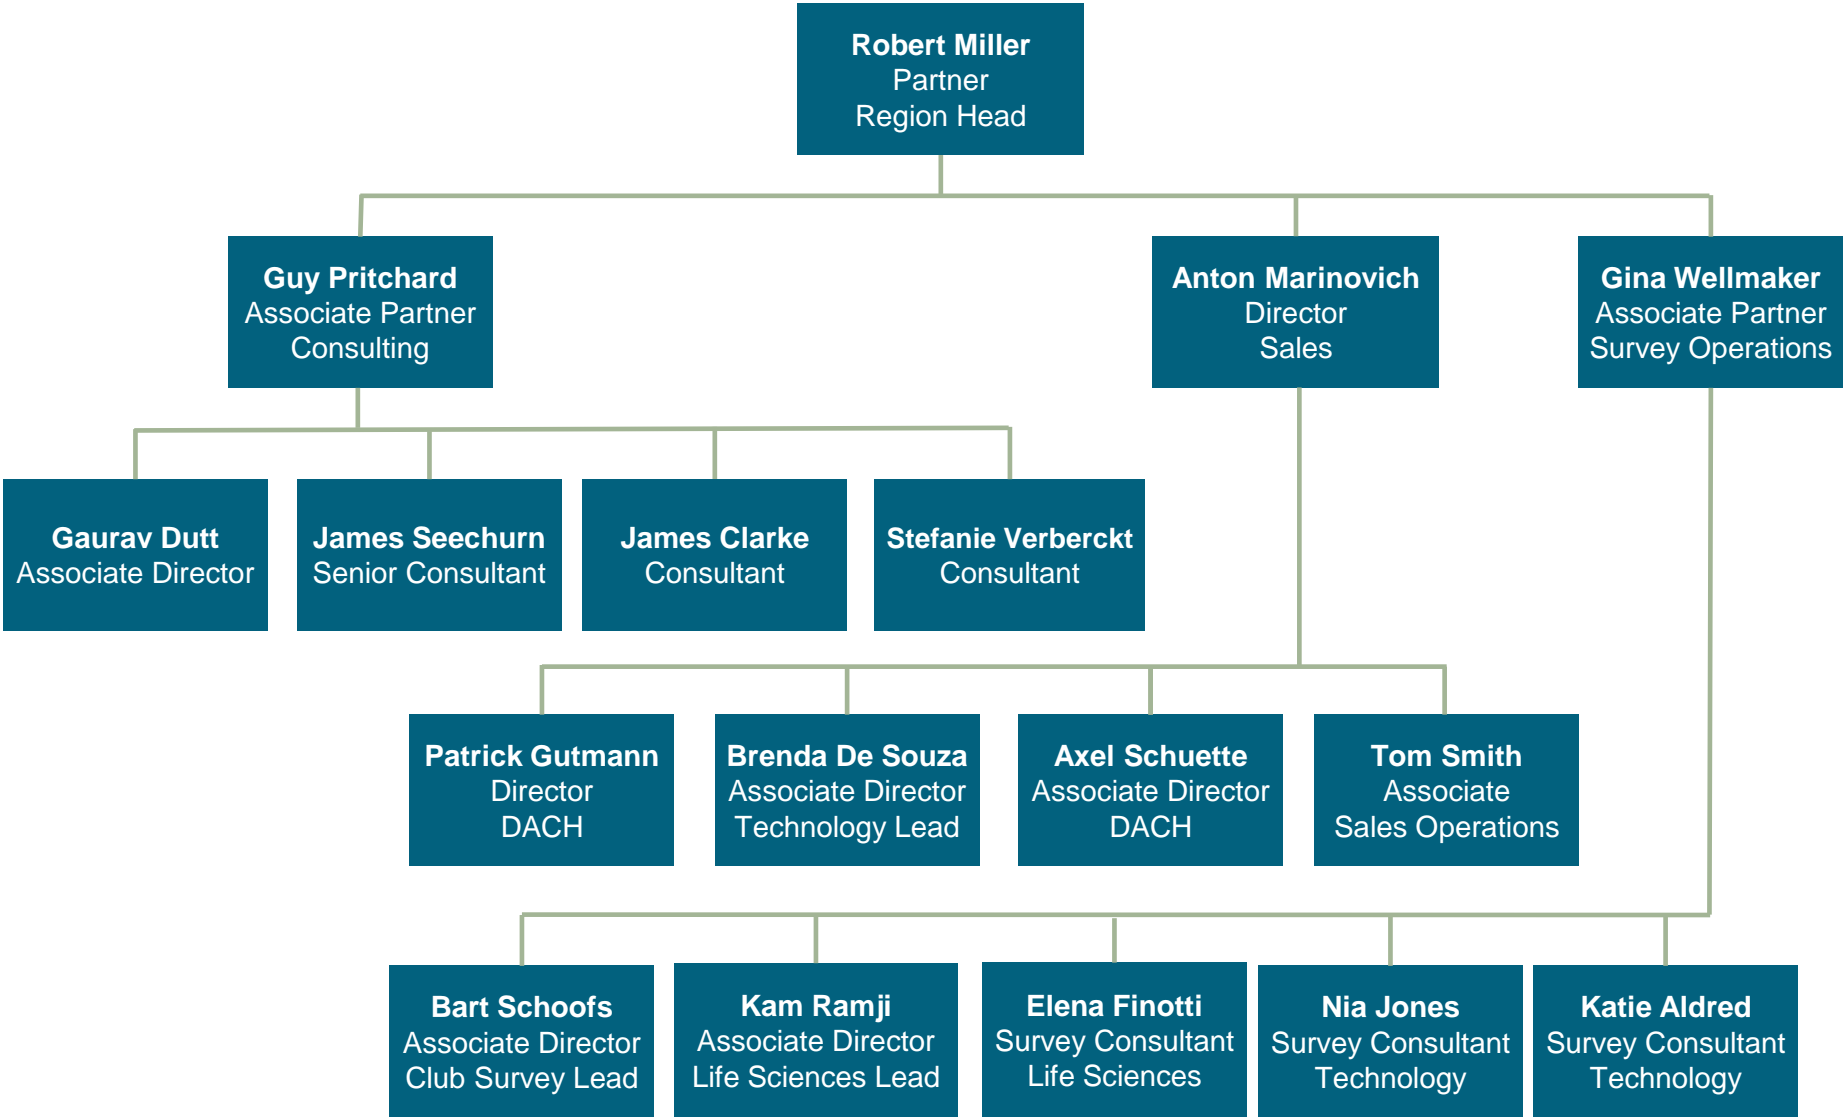 Robert Miller
Partner
Region Head
Guy Pritchard
Associate Partner
Consulting
Anton Marinovich
Director
Sales
Gina Wellmaker
Associate Partner
Survey Operations
Gaurav Dutt
Associate Director
James Seechurn
Senior Consultant
James Clarke
Consultant
Stefanie Verberckt
Consultant
Patrick Gutmann
Director
DACH
Brenda De Souza
Associate Director
Technology Lead
Axel Schuette
Associate Director
DACH
Tom Smith
Associate
Sales Operations
Bart Schoofs
Associate Director
Club Survey Lead
Kam Ramji
Associate Director
Life Sciences Lead
Elena Finotti
Survey Consultant
Life Sciences
Nia Jones
Survey Consultant
Technology
Katie Aldred
Survey Consultant
Technology